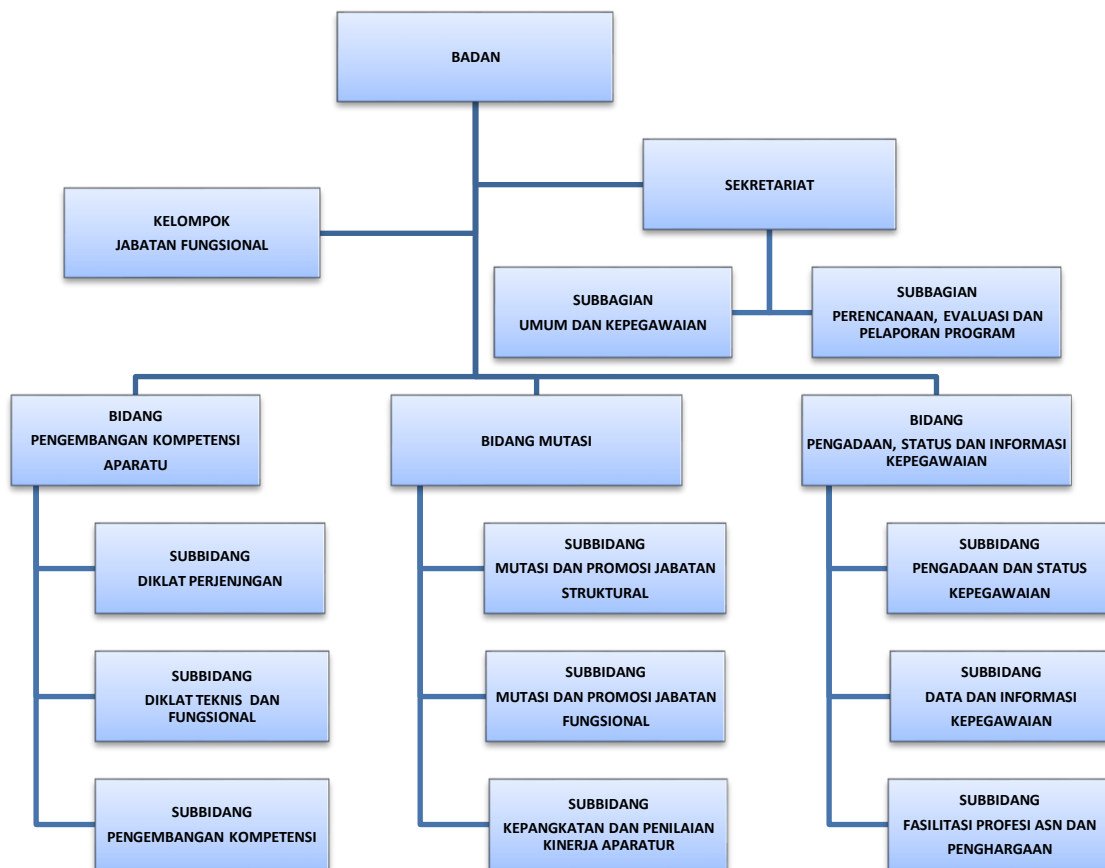 BADAN
SEKRETARIAT
KELOMPOK
JABATAN FUNGSIONAL
SUBBAGIAN
UMUM DAN KEPEGAWAIAN
SUBBAGIAN
PERENCANAAN, EVALUASI DAN
PELAPORAN PROGRAM
BIDANG
PENGEMBANGAN KOMPETENSI
APARATU
BIDANG MUTASI
BIDANG
PENGADAAN, STATUS DAN INFORMASI
KEPEGAWAIAN
SUBBIDANG
DIKLAT PERJENJNGAN
SUBBIDANG
MUTASI DAN PROMOSI JABATAN
STRUKTURAL
SUBBIDANG
PENGADAAN DAN STATUS
KEPEGAWAIAN
SUBBIDANG
DIKLAT TEKNIS DAN
FUNGSIONAL
SUBBIDANG
MUTASI DAN PROMOSI JABATAN
FUNGSIONAL
SUBBIDANG
DATA DAN INFORMASI
KEPEGAWAIAN
SUBBIDANG
PENGEMBANGAN KOMPETENSI
SUBBIDANG
KEPANGKATAN DAN PENILAIAN
KINERJA APARATUR
SUBBIDANG
FASILITASI PROFESI ASN DAN
PENGHARGAAN